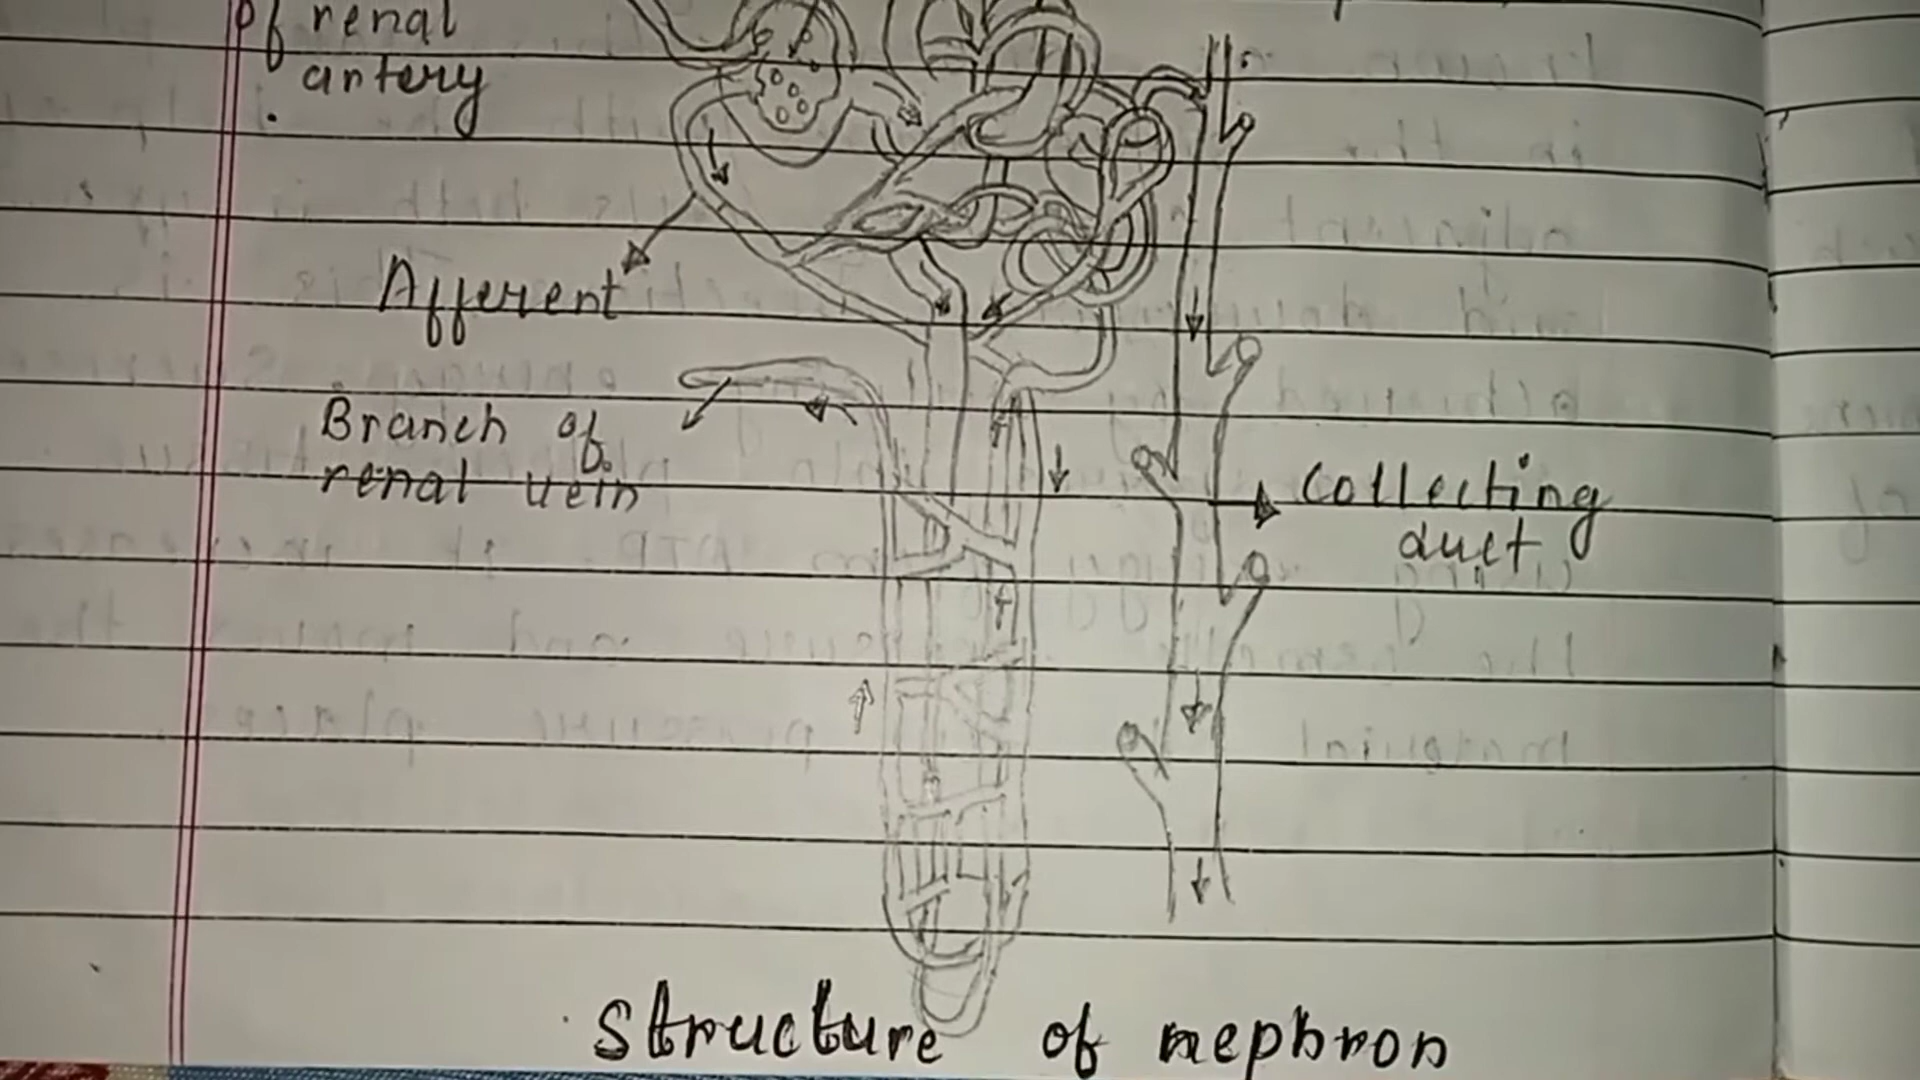 of renal
artery
Afferent
Branch of
renal vein
Collecting
duct
Structure of nephron